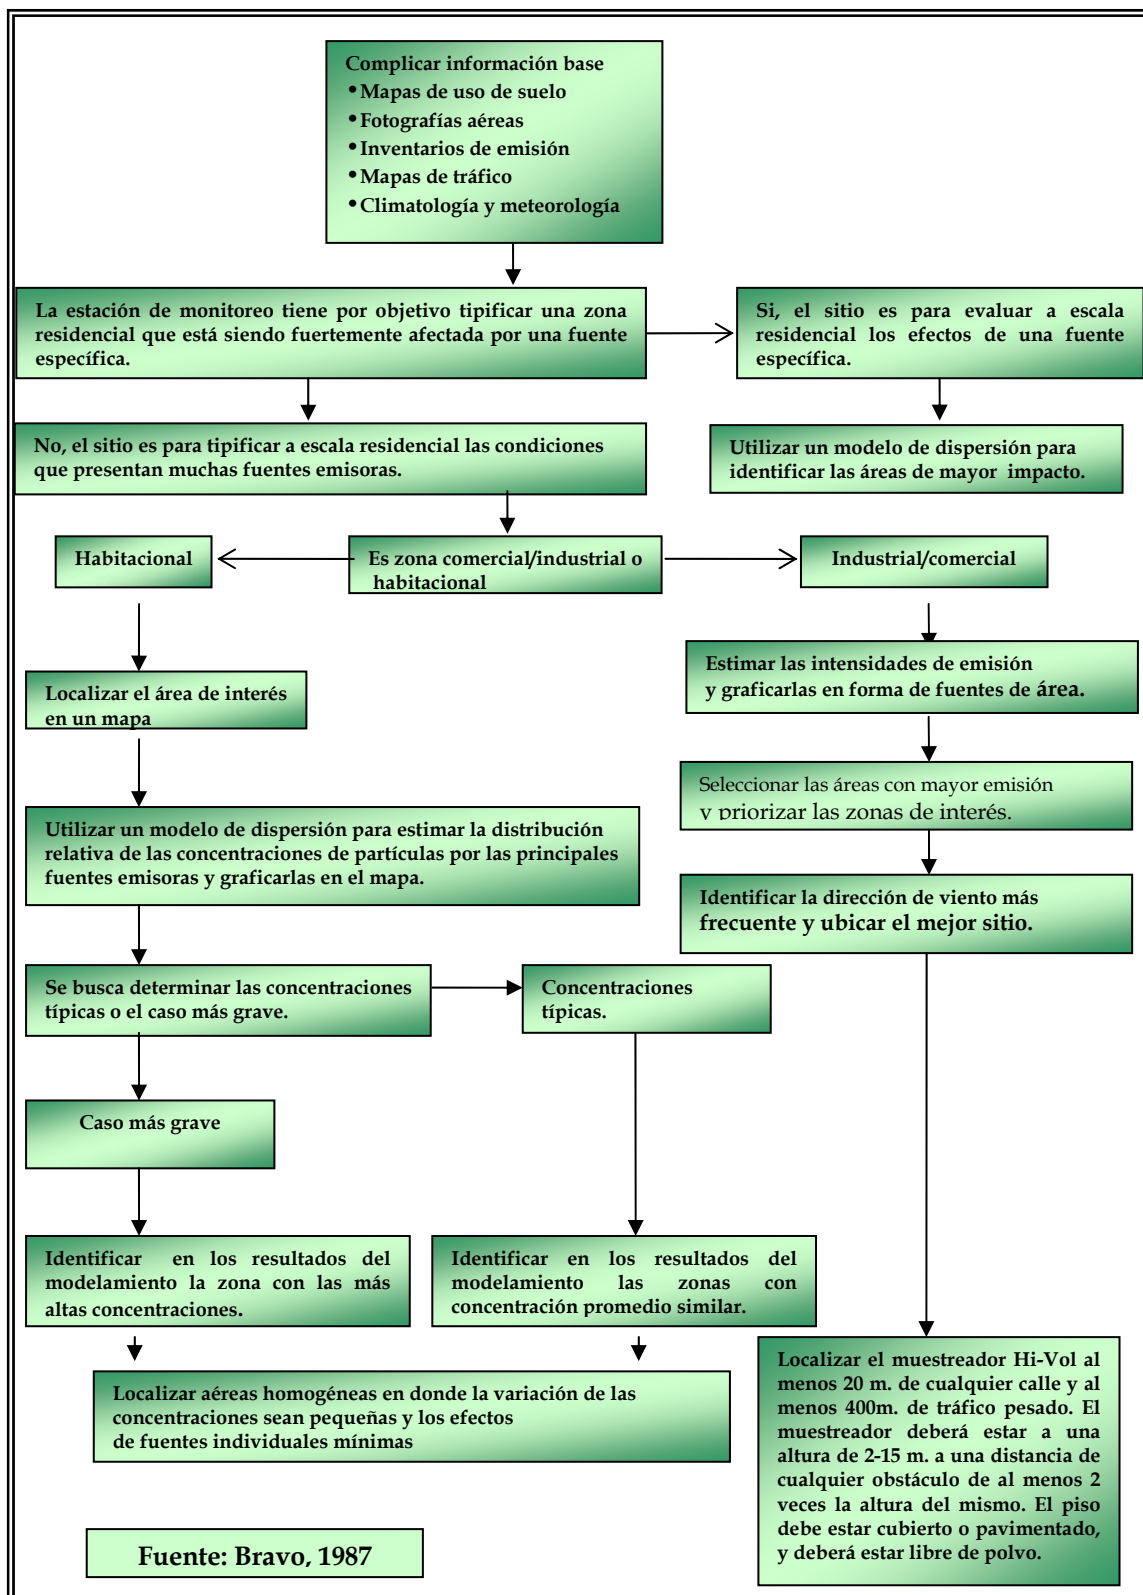 Complicar información base
•Mapas de uso de suelo
•Fotografías aéreas
•Inventarios de emisión
•Mapas de tráfico
•Climatología y meteorología
La estación de monitoreo tiene por objetivo tipificar una zona
residencial que está siendo fuertemente afectada por una fuente
específica.
Si, el sitio es para evaluar a escala
residencial los efectos de una fuente
específica.
No, el sitio es para tipificar a escala residencial las condiciones
que presentan muchas fuentes emisoras.
Utilizar un modelo de dispersión para
identificar las áreas de mayor impacto.
Habitacional
Es zona comercial/industrial o
habitacional
Industrial/comercial
Localizar el área de interés
en un mapa
Estimar las intensidades de emisión
y graficarlas en forma de fuentes de área.
Seleccionar las áreas con mayor emisión
y priorizar las zonas de interés.
Utilizar un modelo de dispersión para estimar la distribución
relativa de las concentraciones de partículas por las principales
fuentes emisoras y graficarlas en el mapa.
Identificar la dirección de viento más
frecuente y ubicar el mejor sitio.
Se busca determinar las concentraciones
típicas o el caso más grave.
Concentraciones
típicas.
Caso más grave
Identificar en los resultados del
modelamiento la zona con las más
altas concentraciones.
Identificar en los resultados del
modelamiento las zonas con
concentración promedio similar.
Localizar aéreas homogéneas en donde la variación de las
concentraciones sean pequeñas y los efectos
de fuentes individuales mínimas
Localizar el muestreador Hi-Vol al
menos 20 m. de cualquier calle y al
menos 400m. de tráfico pesado. El
muestreador deberá estar a una
altura de 2-15 m. a una distancia de
cualquier obstáculo de al menos 2
veces la altura del mismo. El piso
debe estar cubierto o pavimentado,
y deberá estar libre de polvo.
Fuente: Bravo, 1987